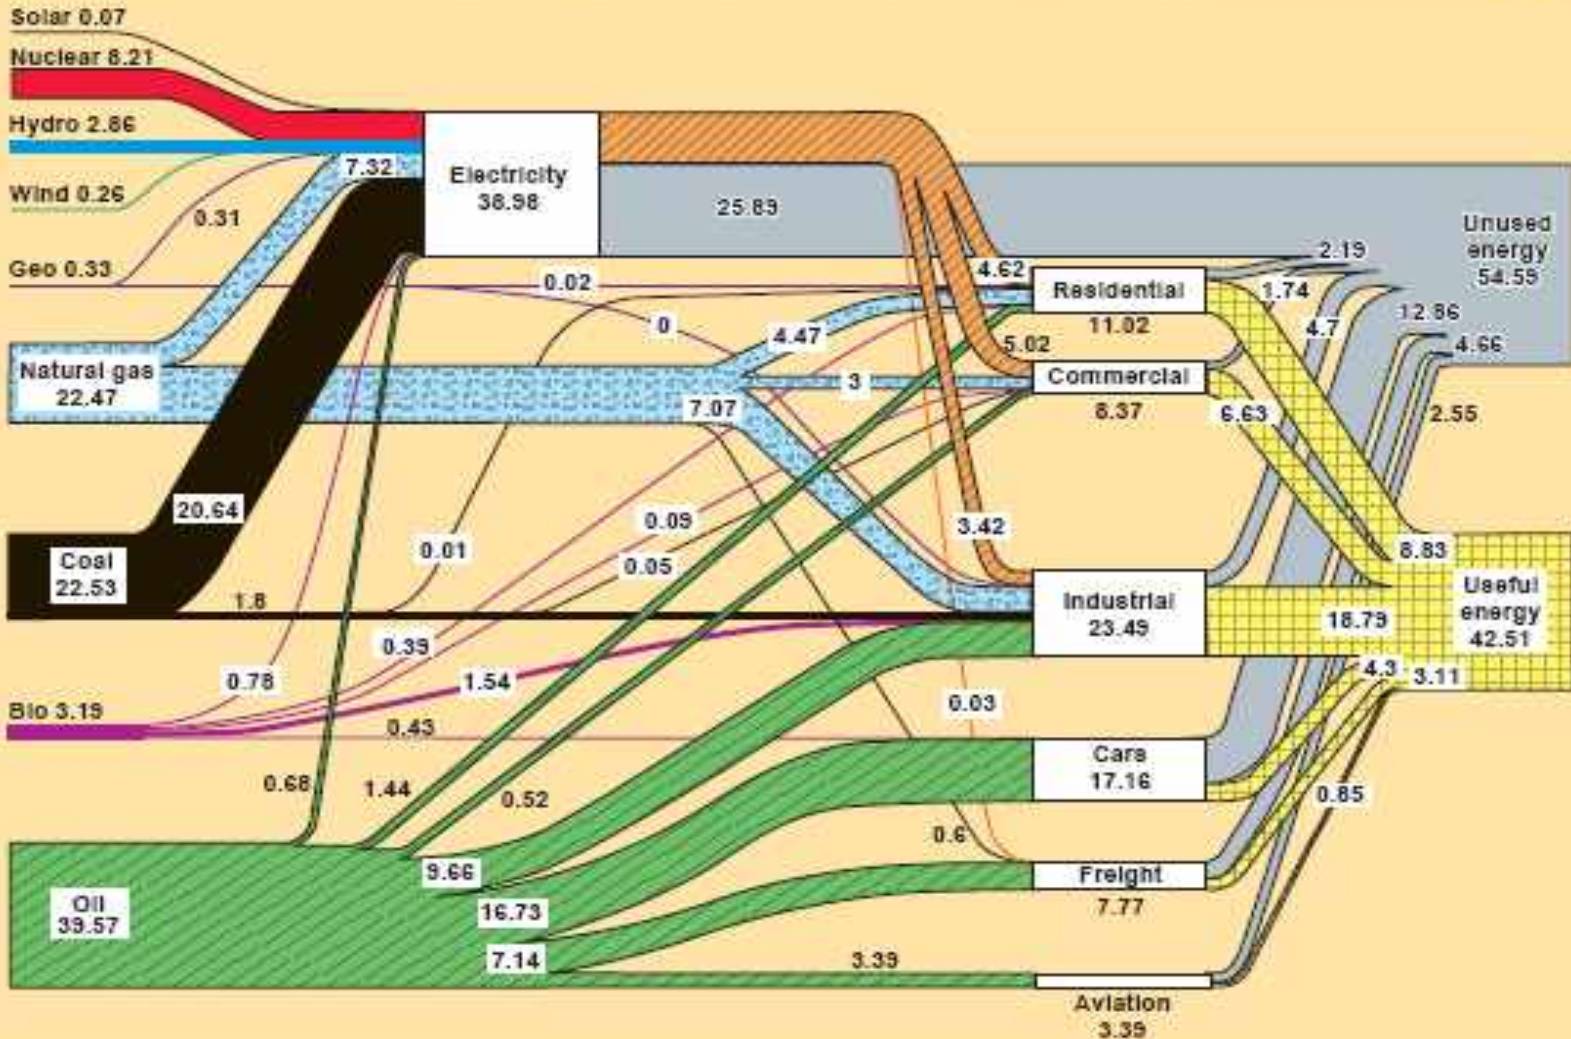 Solar 0.07
Nuclear 8.21
Hydro 2.86
7.32
Wind 0.26
0.31
Geo 0.33
Electricity
38.98
25.89
Unused
energy
54.59
2.19
4.62
0.02
Residential
11.02
1.74
12.86
4.7
4.66
0
4.47
5.02
Natural gas
22.47
3
7.07
Commercial
8.37
6.63
2.55
20.64
0.09
3.42
0.01
0.05
8.83
Coal
22.53
1.8
Industrial
23.49
18.79
Useful
energy
42.51
0.39
0.78
1.54
4.3
3.11
Bio 3.19
0.43
0.03
Cars
17.16
0.68
1.44
0.52
0.85
0.6
9.66
Freight
7.77
Oil
39.57
16.73
7.14
3.39
Aviation
3.39